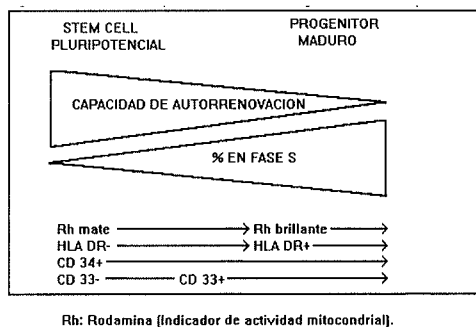 STEM CELL
PLURIPOTENCIAL
PROGENITOR
MADURO
CAPACIDAD DE AUTORRENOVACION
% EN FASE S
Rh mate Rh brillante
HLA DR- HLA DR+
CD 34+
CD 33- CD 33+
Rh: Rodamina (Indicador de actividad mitocondrial).